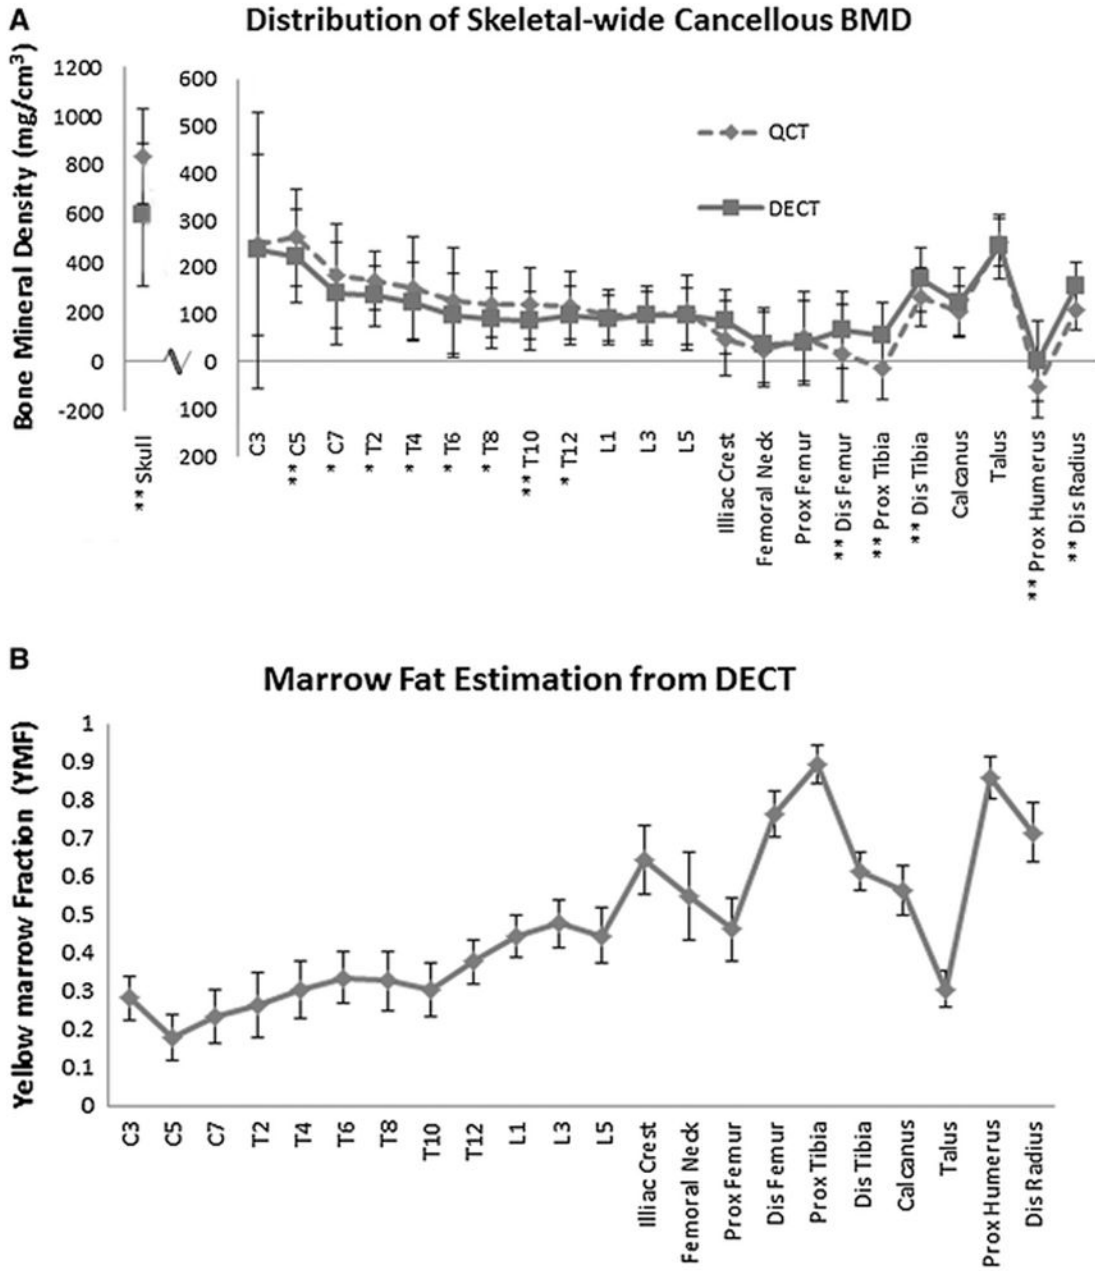 A
Distribution of Skeletal-wide Cancellous BMD
Bone Mineral Density (mg/cm³)
1200
1000
800
600
400
200
0
-200
600
500
400
300
200
100
0
100
200
QCT
DECT
** Skull
C3
** C5
* C7
* T2
* T4
* T6
* T8
** T10
* T12
L1
L3
L5
Illiac Crest
Femoral Neck
Prox Femur
** Dis Femur
** Prox Tibia
** Dis Tibia
Calcanus
Talus
** Prox Humerus
** Dis Radius
B
Marrow Fat Estimation from DECT
Yellow marrow Fraction (YMF)
1
0.9
0.8
0.7
0.6
0.5
0.4
0.3
0.2
0.1
0
C3
C5
C7
T2
T4
T6
T8
T10
T12
L1
L3
L5
Illiac Crest
Femoral Neck
Prox Femur
Dis Femur
Prox Tibia
Dis Tibia
Calcanus
Talus
Prox Humerus
Dis Radius